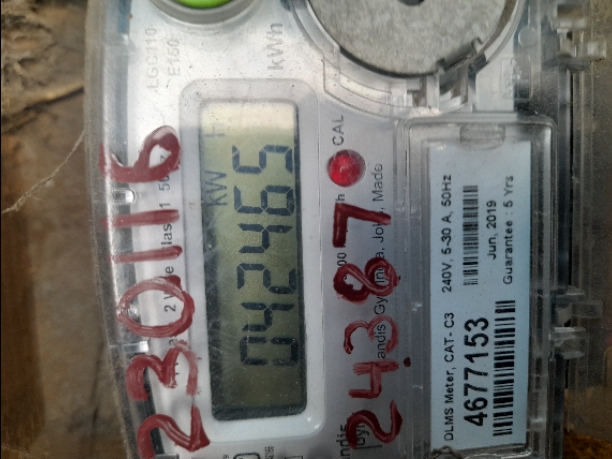 LGC110
E150
kWh
230116
kW H
042465
CAL
24387
DLMS Meter, CAT- C3 240V, 5-30 A, 50Hz
4677153
Jun, 2019
Guarantee : 5 Yrs